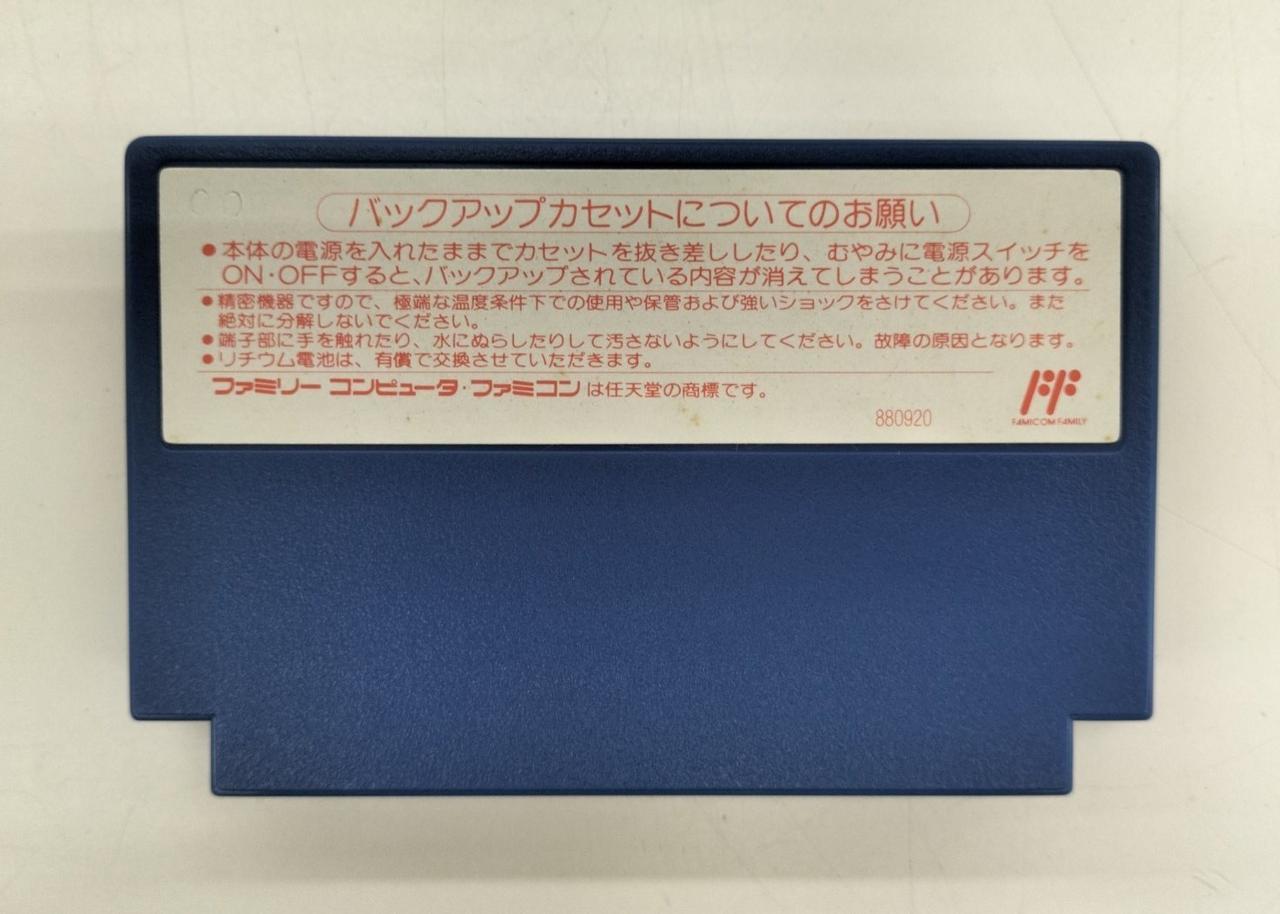 バックアップカセットについてのお願い
●本体の電源を入れたままでカセットを抜き差ししたり、むやみに電源スイッチを
ON・OFFすると、バックアップされている内容が消えてしまうことがあります。
●精密機器ですので、極端な温度条件下での使用や保管および強いショックをさけてください。また
絶対に分解しないでください。
●端子部に手を触れたり、水にぬらしたりして汚さないようにしてください。故障の原因となります。
●リチウム電池は、有償で交換させていただきます。
ファミリー コンピュータ・ファミコンは任天堂の商標です。
880920
FAMICOM FAMILY